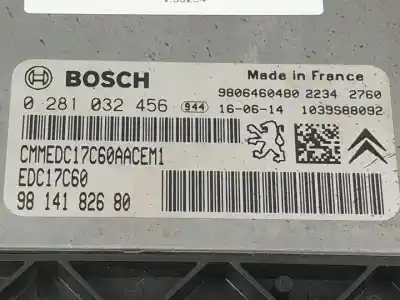 BOSCH
Made in France
9806460480 2234 2760
0 281 032 456 944 16-06-14 1039S88092
CMMEDC17C60AACEM1
EDC17C60
98 141 826 80